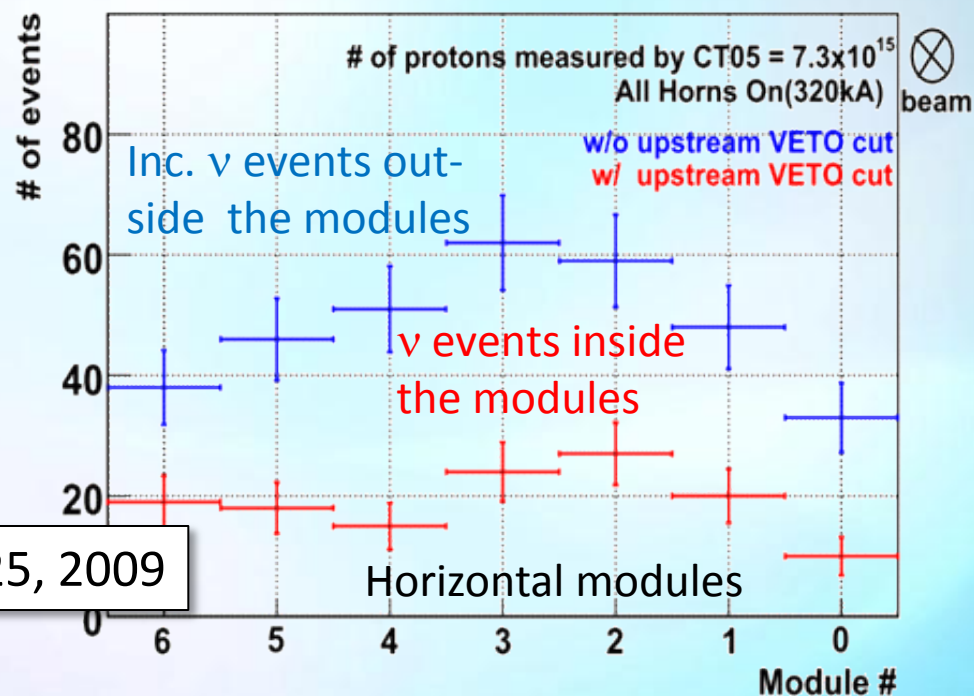 # of events
# of protons measured by CT05 = 7.3x10^15
All Horns On(320kA)
beam
w/o upstream VETO cut
w/ upstream VETO cut
80
60
40
20
0
Inc. ν events out-
side the modules
ν events inside
the modules
25, 2009
Horizontal modules
6 5 4 3 2 1 0
Module #